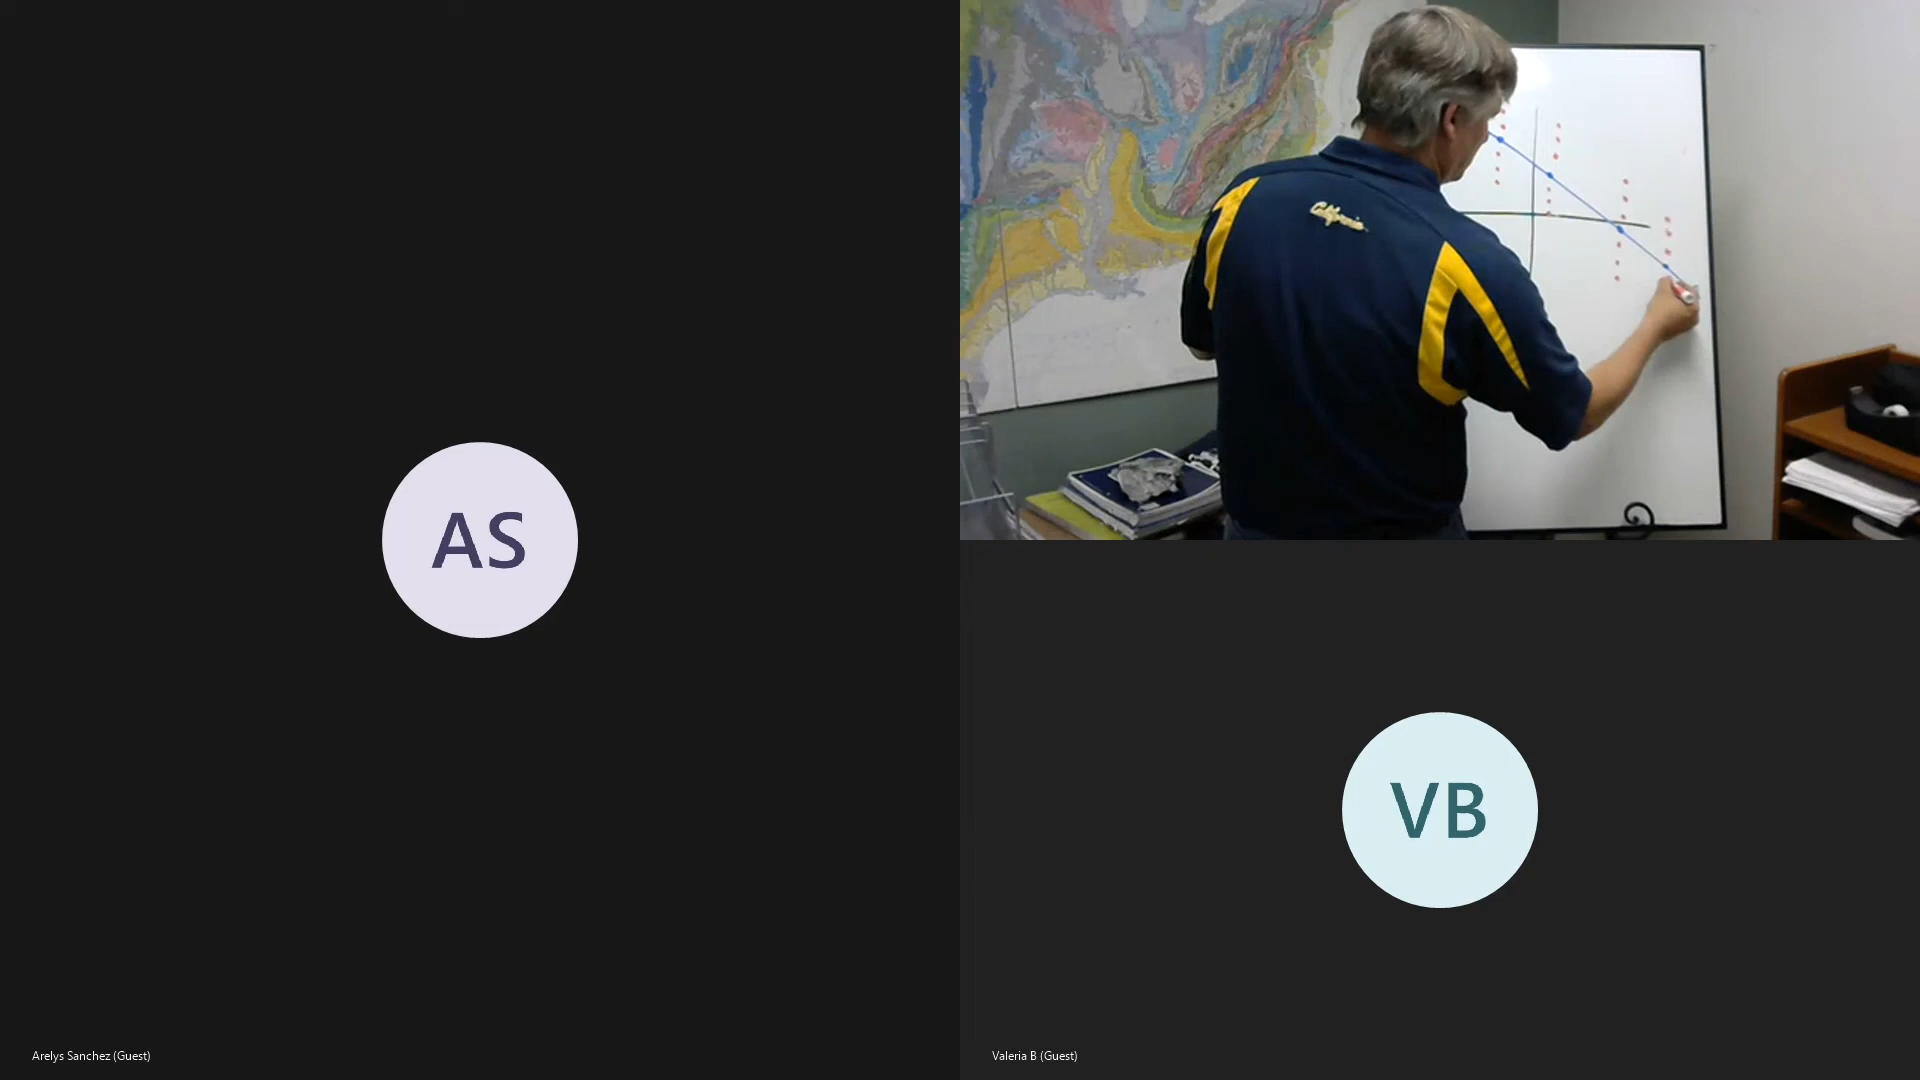 California
AS
VB
Arelys Sanchez (Guest)
Valeria B (Guest)